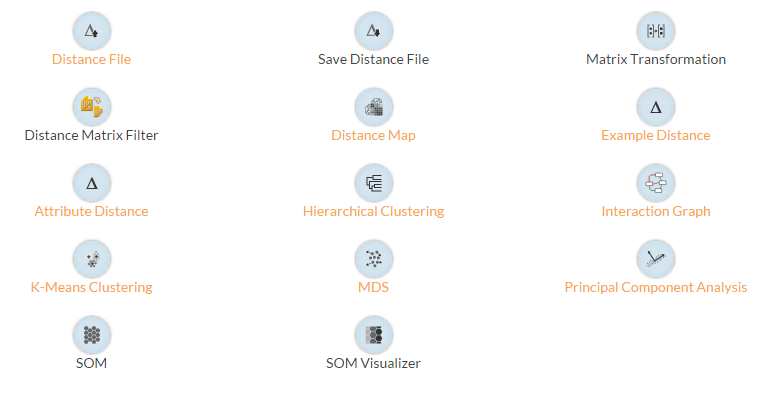 Distance File
Save Distance File
Matrix Transformation
Distance Matrix Filter
Distance Map
Example Distance
Attribute Distance
Hierarchical Clustering
Interaction Graph
K-Means Clustering
MDS
Principal Component Analysis
SOM
SOM Visualizer